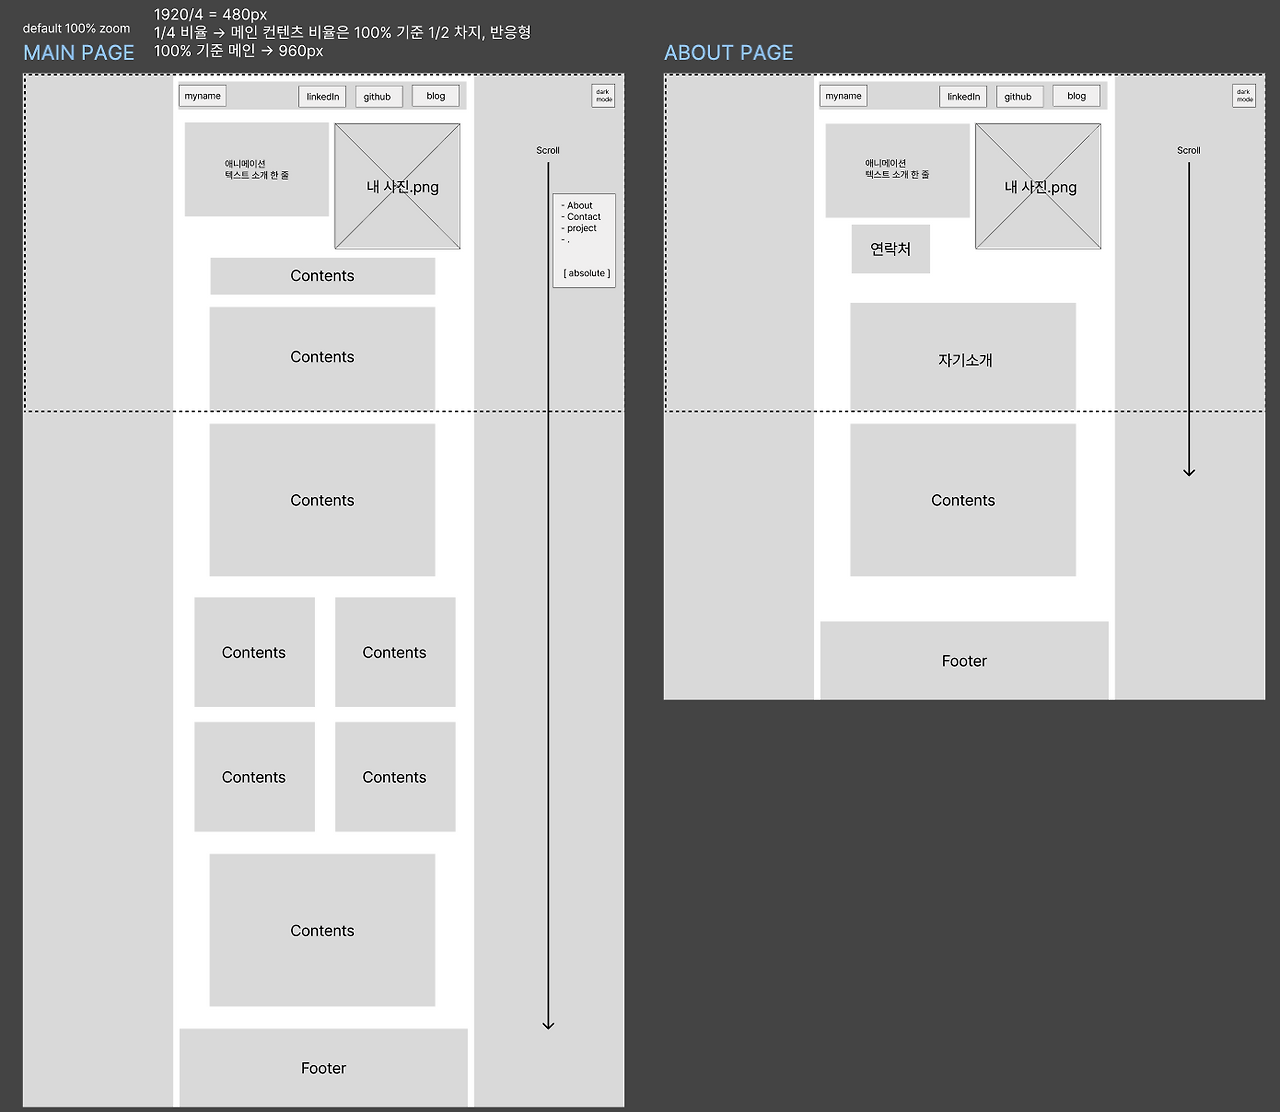 1920/4 = 480px
default 100% zoom
1/4 비율 → 메인 컨텐츠 비율은 100% 기준 1/2 차지, 반응형
MAIN PAGE
100% 기준 메인 → 960px
myname
linkedIn
github
blog
dark
mode
애니메이션
텍스트 소개 한 줄
내 사진.png
Scroll
- About
- Contact
- project
- .
[ absolute ]
Contents
Contents
Contents
Contents
Contents
Contents
Contents
Contents
Footer
ABOUT PAGE
myname
linkedIn
github
blog
dark
mode
애니메이션
텍스트 소개 한 줄
내 사진.png
Scroll
연락처
자기소개
Contents
Footer